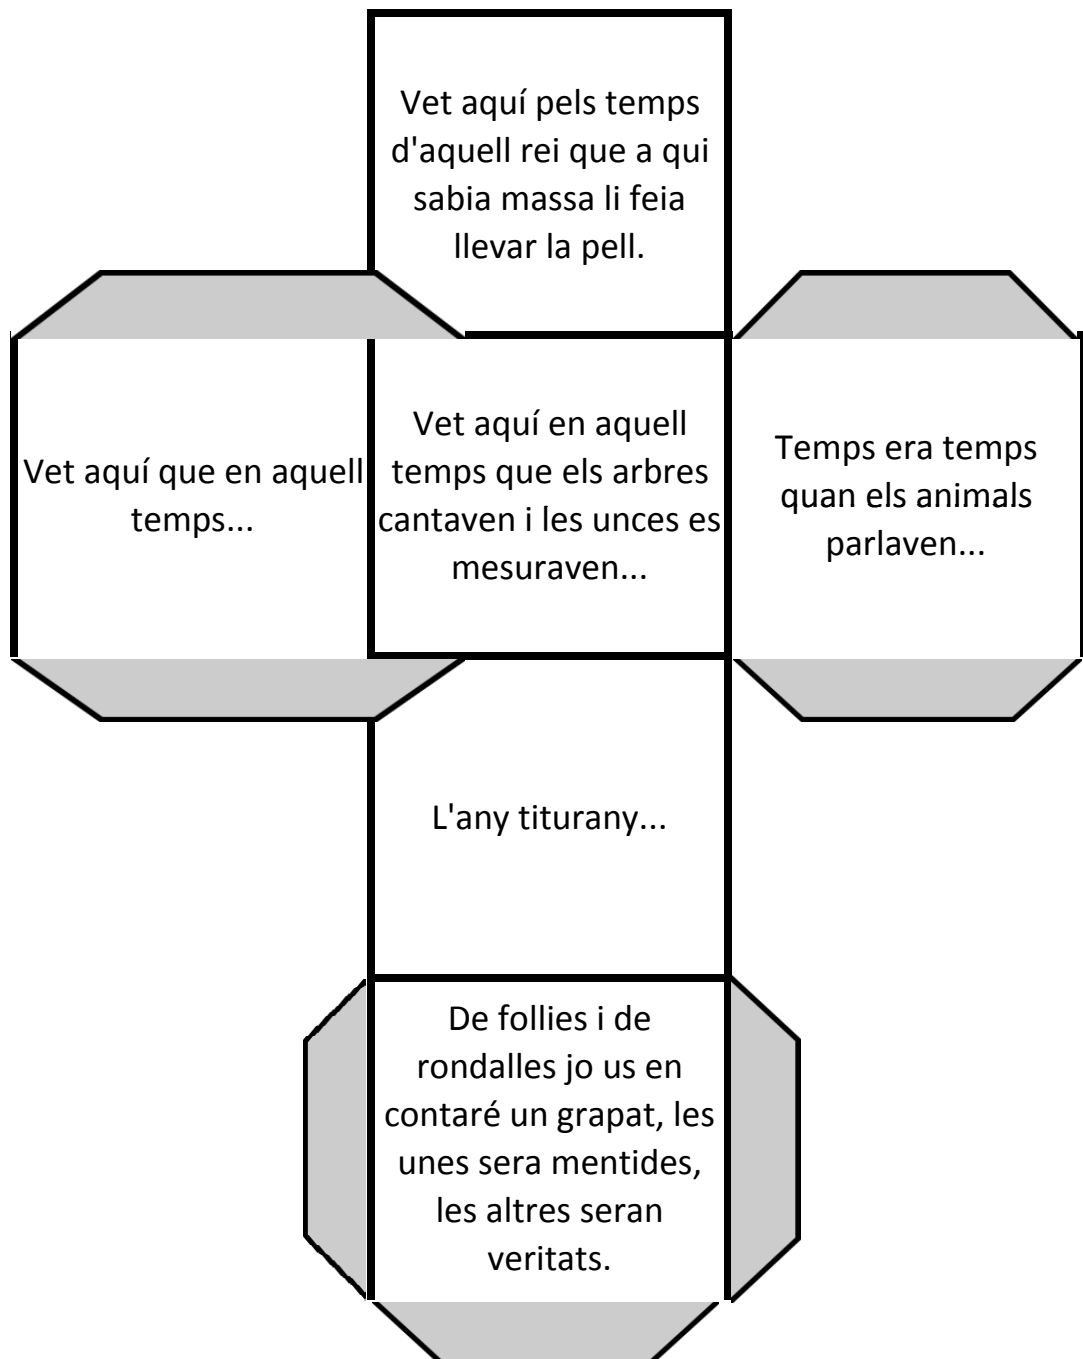 Vet aquí pels temps
d'aquell rei que a qui
sabia massa li feia
llevar la pell.
Vet aquí que en aquell
temps...
Vet aquí en aquell
temps que els arbres
cantaven i les unces es
mesuraven...
Temps era temps
quan els animals
parlaven...
L'any titurany...
De follies i de
rondalles jo us en
contaré un grapat, les
unes sera mentides,
les altres seran
veritats.